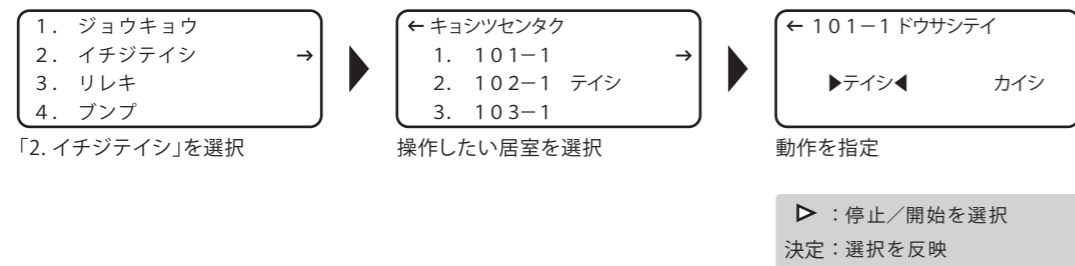 1. ジョウキョウ
2. イチジテイシ →
3. リレキ
4. ブンプ
「2. イチジテイシ」を選択
← キョシツセンタク
1. 101−1 →
2. 102−1 テイシ
3. 103−1
操作したい居室を選択
← 101−1 ドウサシテイ
▶テイシ◀ カイシ
動作を指定
▷ ：停止／開始を選択
決定：選択を反映